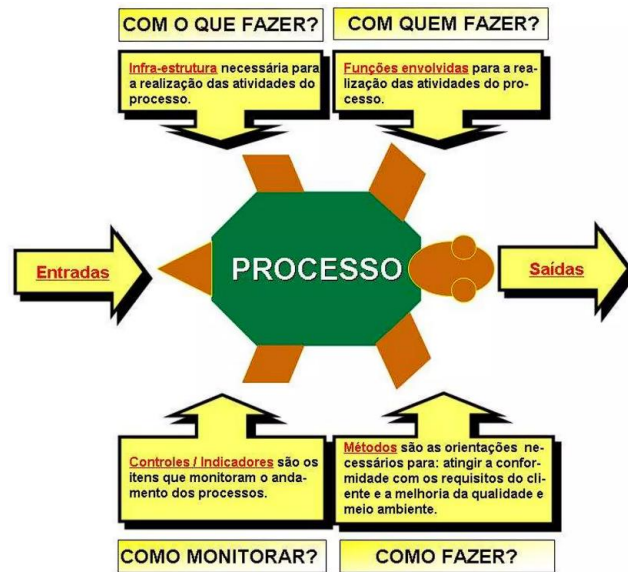 COM O QUE FAZER?
COM QUEM FAZER?
Infra-estrutura necessária para
a realização das atividades do
processo.
Funções envolvidas para a rea-
lização das atividades do pro-
cesso.
Entradas
PROCESSO
Saídas
Controles / Indicadores são os
itens que monitoram o anda-
mento dos processos.
Métodos são as orientações ne-
cessários para: atingir a confor-
midade com os requisitos do cli-
ente e a melhoria da qualidade e
meio ambiente.
COMO MONITORAR?
COMO FAZER?